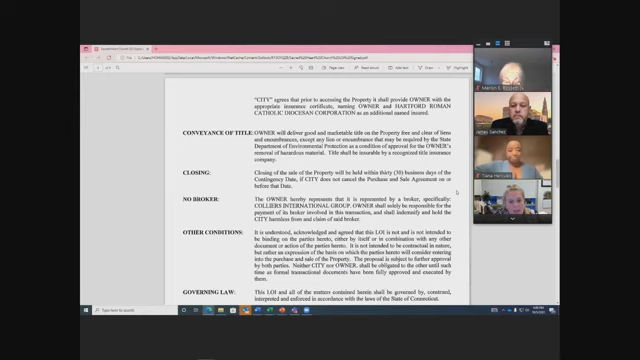 "CITY" agrees that prior to accessing the Property it shall provide OWNER with the
appropriate insurance certificate, naming OWNER and HARTFORD ROMAN
CATHOLIC DIOCESAN CORPORATION as an additional named insured.
CONVEYANCE OF TITLE: OWNER will deliver good and marketable title on the Property free and clear of liens
and encumbrances, except any lien or encumbrance that may be required by the State
Department of Environmental Protection as a condition of approval for the OWNER's
removal of hazardous material. Title shall be insurable by a recognized title insurance
company.
CLOSING: Closing of the sale of the Property will be held within thirty (30) business days of the
Contingency Date, if CITY does not cancel the Purchase and Sale Agreement on or
before that Date.
NO BROKER: The OWNER hereby represents that it is represented by a broker, specifically:
COLLIERS INTERNATIONAL GROUP. OWNER shall solely be responsible for the
payment of its broker involved in this transaction, and shall indemnify and hold the
CITY harmless from any claim of said broker.
OTHER CONDITIONS: It is understood, acknowledged and agreed that this LOI is not and is not intended to
be binding on the parties hereto, either by itself or in combination with any other
document or action of the parties hereto. It is not intended to be contractual in nature,
but rather an expression of the basis on which the parties hereto will consider entering
into the purchase and sale of the Property. The proposal is subject to further approval
by both parties. Neither CITY nor OWNER shall be obligated to the other until such
time as formal transactional documents have been fully approved and executed by
them.
GOVERNING LAW: This LOI and all of the matters contained herein shall be governed by, construed,
interpreted and enforced in accordance with the laws of the State of Connecticut.
Page view
Read aloud
Draw
Highlight
James Sanchez
Type here to search